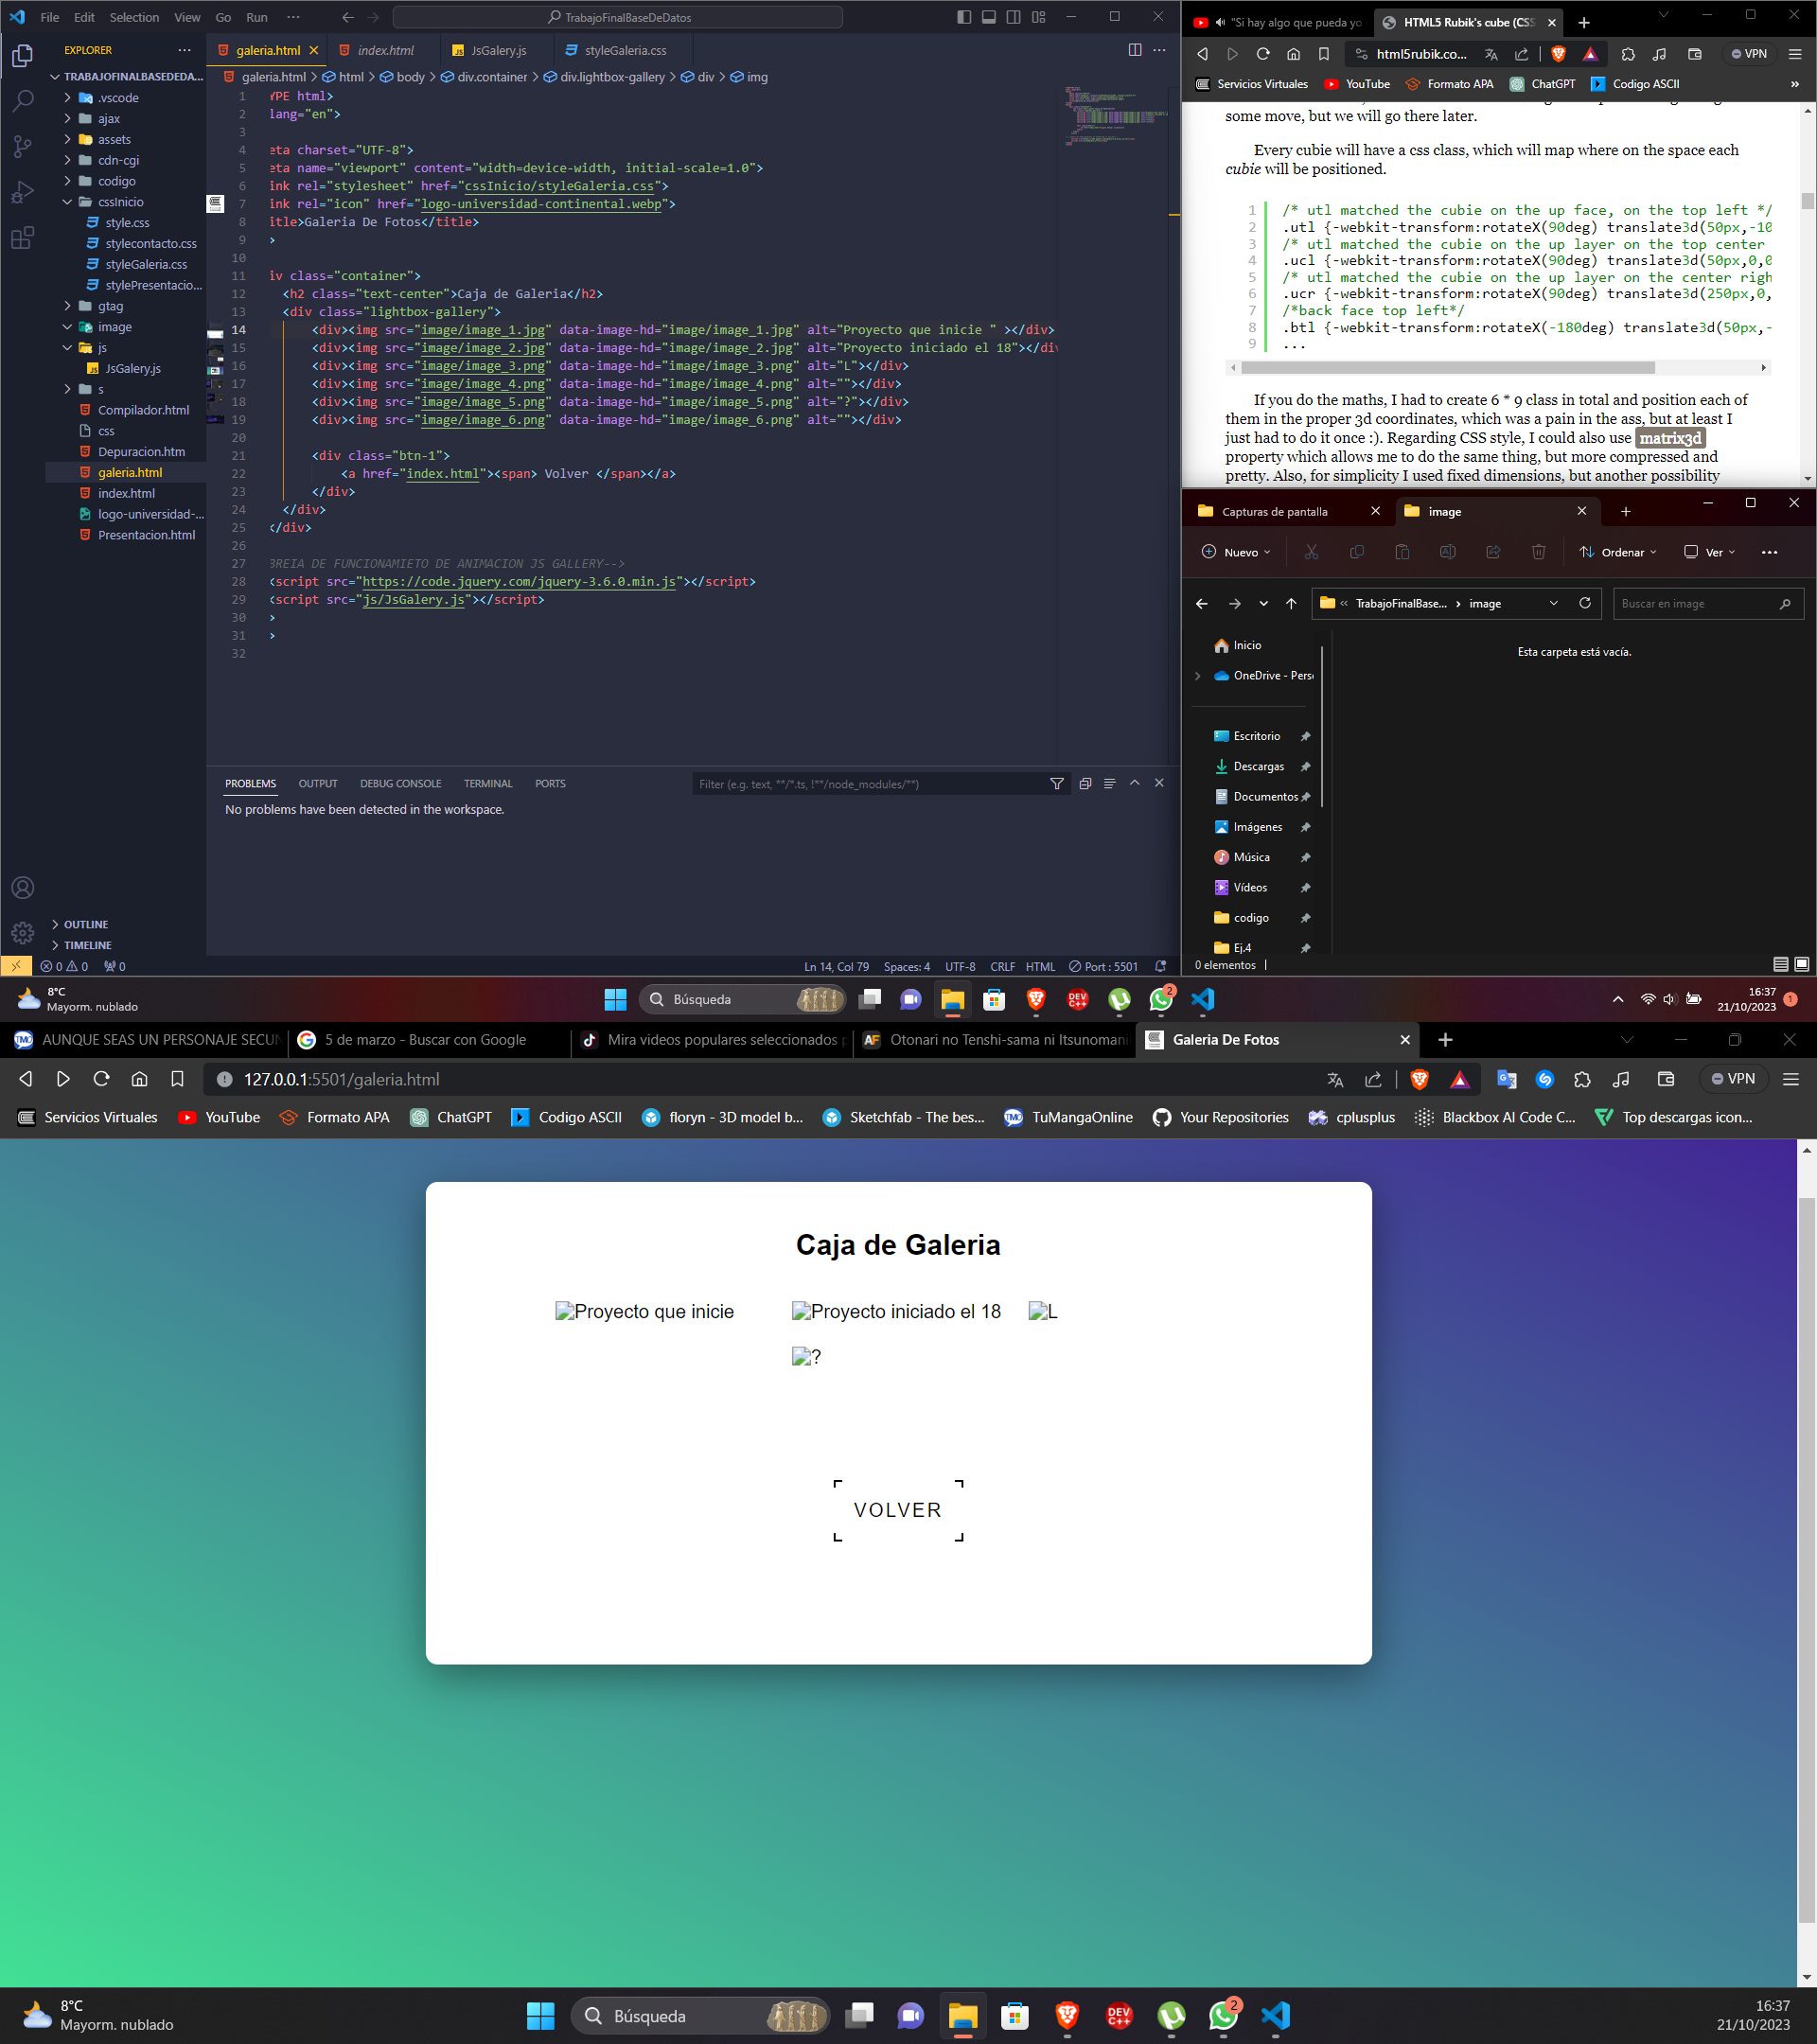 File Edit Selection View Go Run ···
TrabajoFinalBaseDeDatos
EXPLORER ···
TRABAJOFINALBASEDEDA...
.vscode
ajax
assets
cdn-cgi
codigo
cssInicio
style.css
stylecontacto.css
styleGaleria.css
stylePresentacio...
gtag
image
js
JsGalery.js
s
Compilador.html
css
Depuracion.htm
galeria.html
index.html
logo-universidad-...
Presentacion.html
OUTLINE
TIMELINE
galeria.html index.html JsGalery.js styleGaleria.css
galeria.html > html > body > div.container > div.lightbox-gallery > div > img
1 YPE html>
2 lang="en">
3
4 eta charset="UTF-8">
5 eta name="viewport" content="width=device-width, initial-scale=1.0">
6 ink rel="stylesheet" href="cssInicio/styleGaleria.css">
7 ink rel="icon" href="logo-universidad-continental.webp">
8 itle>Galeria De Fotos</title>
9 >
10
11 iv class="container">
12 <h2 class="text-center">Caja de Galeria</h2>
13 <div class="lightbox-gallery">
14 <div><img src="image/image_1.jpg" data-image-hd="image/image_1.jpg" alt="Proyecto que inicie " ></div>
15 <div><img src="image/image_2.jpg" data-image-hd="image/image_2.jpg" alt="Proyecto iniciado el 18"></div
16 <div><img src="image/image_3.png" data-image-hd="image/image_3.png" alt="L"></div>
17 <div><img src="image/image_4.png" data-image-hd="image/image_4.png" alt=""></div>
18 <div><img src="image/image_5.png" data-image-hd="image/image_5.png" alt="?"></div>
19 <div><img src="image/image_6.png" data-image-hd="image/image_6.png" alt=""></div>
20
21 <div class="btn-1">
22 <a href="index.html"><span> Volver </span></a>
23 </div>
24 </div>
25 </div>
26
27 BREIA DE FUNCIONAMIETO DE ANIMACION JS GALLERY-->
28 <script src="https://code.jquery.com/jquery-3.6.0.min.js"></script>
29 <script src="js/JsGalery.js"></script>
30 >
31 >
32
PROBLEMS OUTPUT DEBUG CONSOLE TERMINAL PORTS
Filter (e.g. text, **/*.ts, !**/node_modules/**)
No problems have been detected in the workspace.
0 0 0
Ln 14, Col 79 Spaces: 4 UTF-8 CRLF HTML Port : 5501
"Si hay algo que pueda yo
HTML5 Rubik's cube (CSS
html5rubik.co...
VPN
Servicios Virtuales YouTube Formato APA ChatGPT Codigo ASCII »
some move, but we will go there later.
Every cubie will have a css class, which will map where on the space each
cubie will be positioned.
1 /* utl matched the cubie on the up face, on the top left */
2 .utl {-webkit-transform:rotateX(90deg) translate3d(50px,-10
3 /* utl matched the cubie on the up layer on the top center
4 .ucl {-webkit-transform:rotateX(90deg) translate3d(50px,0,0
5 /* utl matched the cubie on the up layer on the center righ
6 .ucr {-webkit-transform:rotateX(90deg) translate3d(250px,0,
7 /*back face top left*/
8 .btl {-webkit-transform:rotateX(-180deg) translate3d(50px,-
9 ...
If you do the maths, I had to create 6 * 9 class in total and position each of
them in the proper 3d coordinates, which was a pain in the ass, but at least I
just had to do it once :). Regarding CSS style, I could also use matrix3d
property which allows me to do the same thing, but more compressed and
pretty. Also, for simplicity I used fixed dimensions, but another possibility
Capturas de pantalla image
Nuevo Ordenar Ver ···
« TrabajoFinalBase... > image
Buscar en image
Inicio
OneDrive - Pers
Escritorio
Descargas
Documentos
Imágenes
Música
Vídeos
codigo
Ej.4
Esta carpeta está vacía.
0 elementos
8°C
Mayorm. nublado
Búsqueda
DEV C++
2
16:37
21/10/2023
1
AUNQUE SEAS UN PERSONAJE SECUN
5 de marzo - Buscar con Google
Mira videos populares seleccionados p
AF Otonari no Tenshi-sama ni Itsunomani
Galeria De Fotos
127.0.0.1:5501/galeria.html
VPN
Servicios Virtuales YouTube Formato APA ChatGPT Codigo ASCII floryn - 3D model b... Sketchfab - The bes... TuMangaOnline Your Repositories cplusplus Blackbox AI Code C... Top descargas icon...
Caja de Galeria
Proyecto que inicie Proyecto iniciado el 18 L
?
VOLVER
8°C
Mayorm. nublado
Búsqueda
DEV C++
2
16:37
21/10/2023